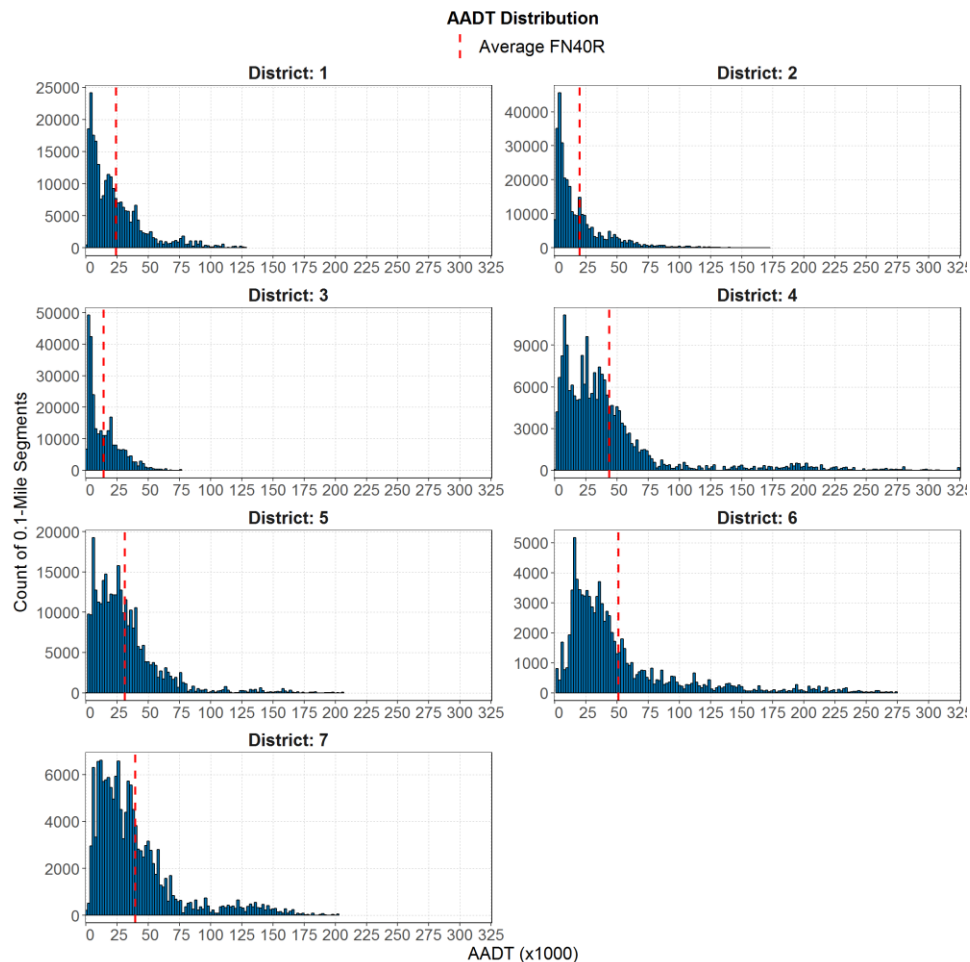 AADT Distribution
Average FN40R
District: 1
25000
20000
15000
10000
5000
0
0 25 50 75 100 125 150 175 200 225 250 275 300 325
District: 2
40000
30000
20000
10000
0
0 25 50 75 100 125 150 175 200 225 250 275 300 325
District: 3
50000
40000
30000
20000
10000
0
0 25 50 75 100 125 150 175 200 225 250 275 300 325
District: 4
9000
6000
3000
0
0 25 50 75 100 125 150 175 200 225 250 275 300 325
District: 5
20000
15000
10000
5000
0
0 25 50 75 100 125 150 175 200 225 250 275 300 325
District: 6
5000
4000
3000
2000
1000
0
0 25 50 75 100 125 150 175 200 225 250 275 300 325
District: 7
6000
4000
2000
0
0 25 50 75 100 125 150 175 200 225 250 275 300 325
Count of 0.1-Mile Segments
AADT (x1000)